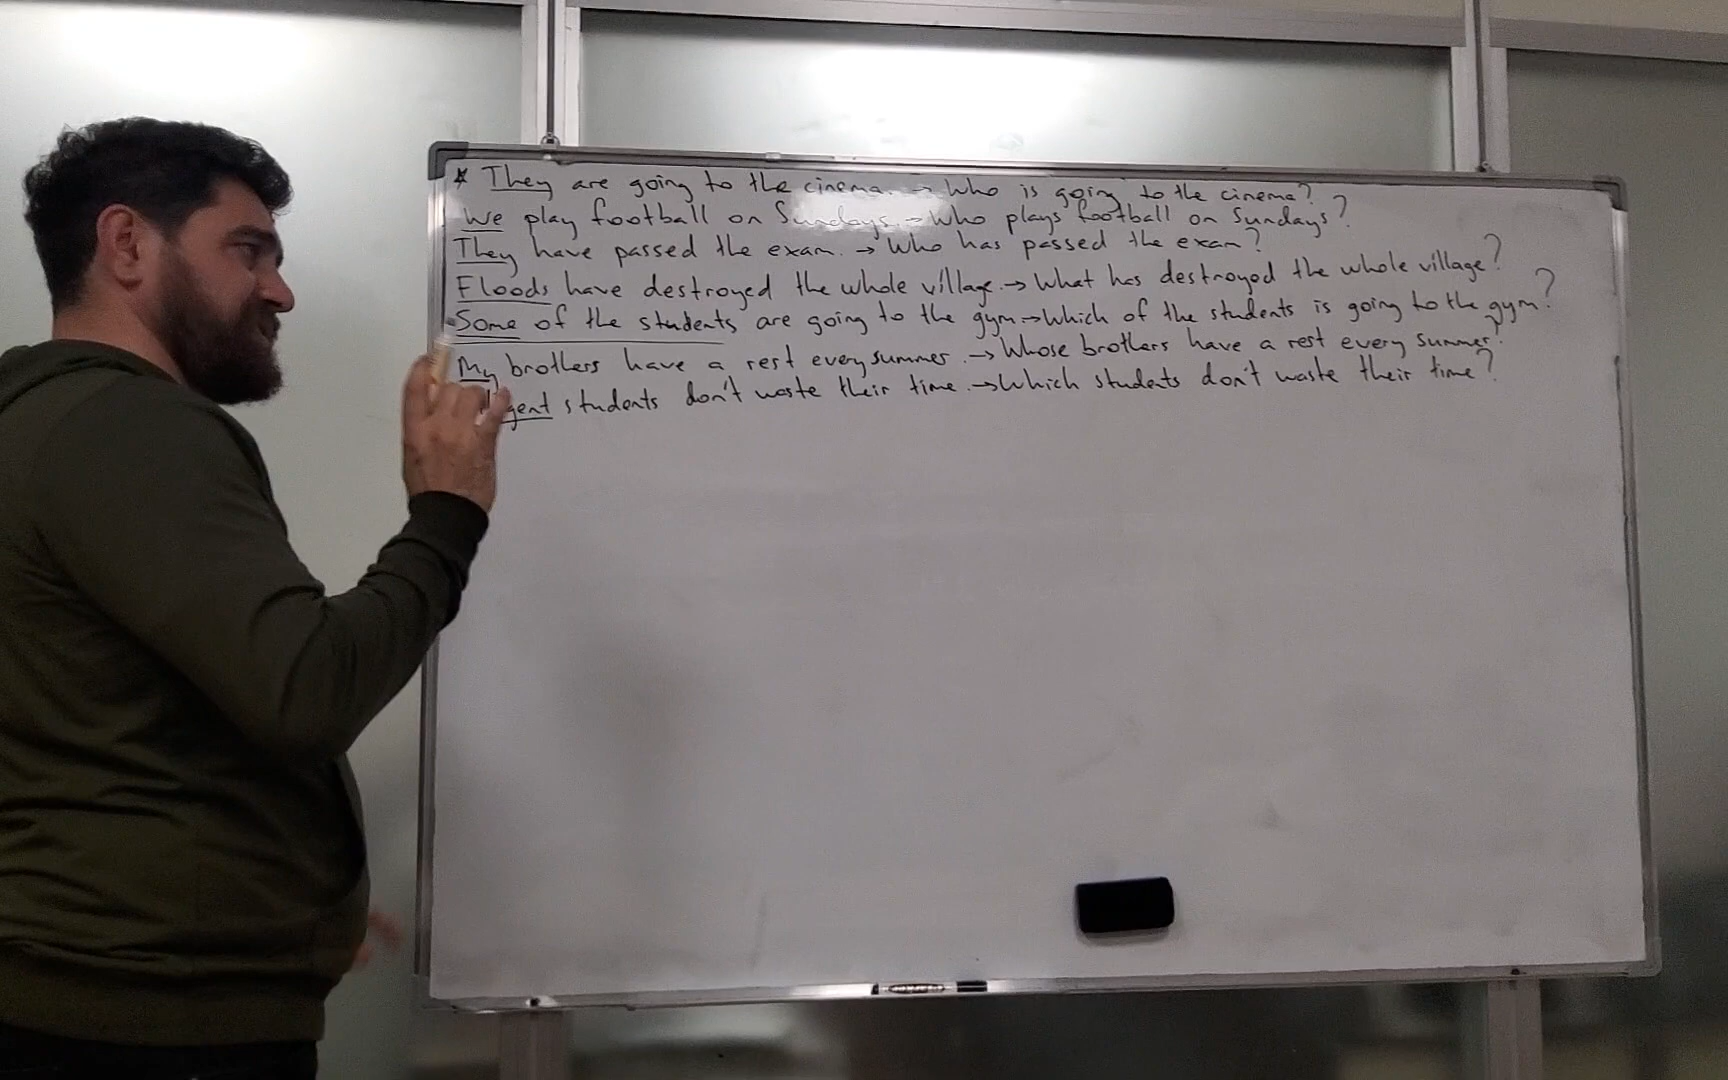 * They are going to the cinema. → Who is going to the cinema?
We play football on Sundays. → Who plays football on Sundays?
They have passed the exam. → Who has passed the exam?
Floods have destroyed the whole village. → What has destroyed the whole village?
Some of the students are going to the gym. → Which of the students is going to the gym?
My brothers have a rest every summer. → Whose brothers have a rest every summer?
students don't waste their time. → Which students don't waste their time?